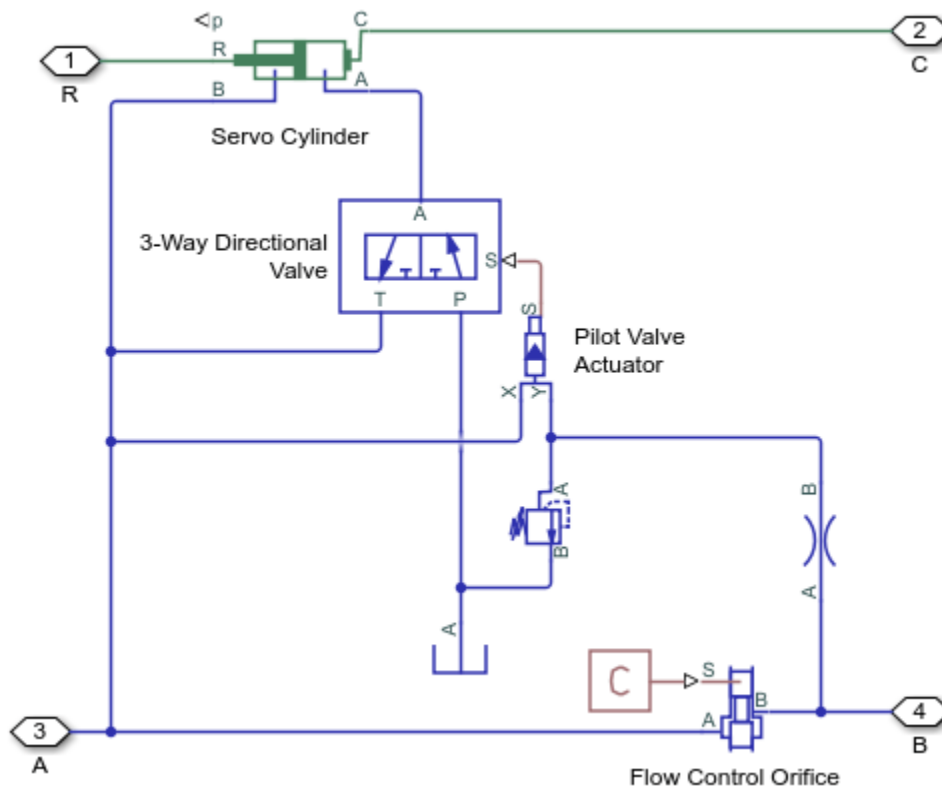 <p
C
R
1
R
2
C
B
A
Servo Cylinder
A
3-Way Directional
Valve
S
T
P
S
Pilot Valve
Actuator
X
Y
A
B
B
A
A
C
S
B
A
3
A
4
B
Flow Control Orifice